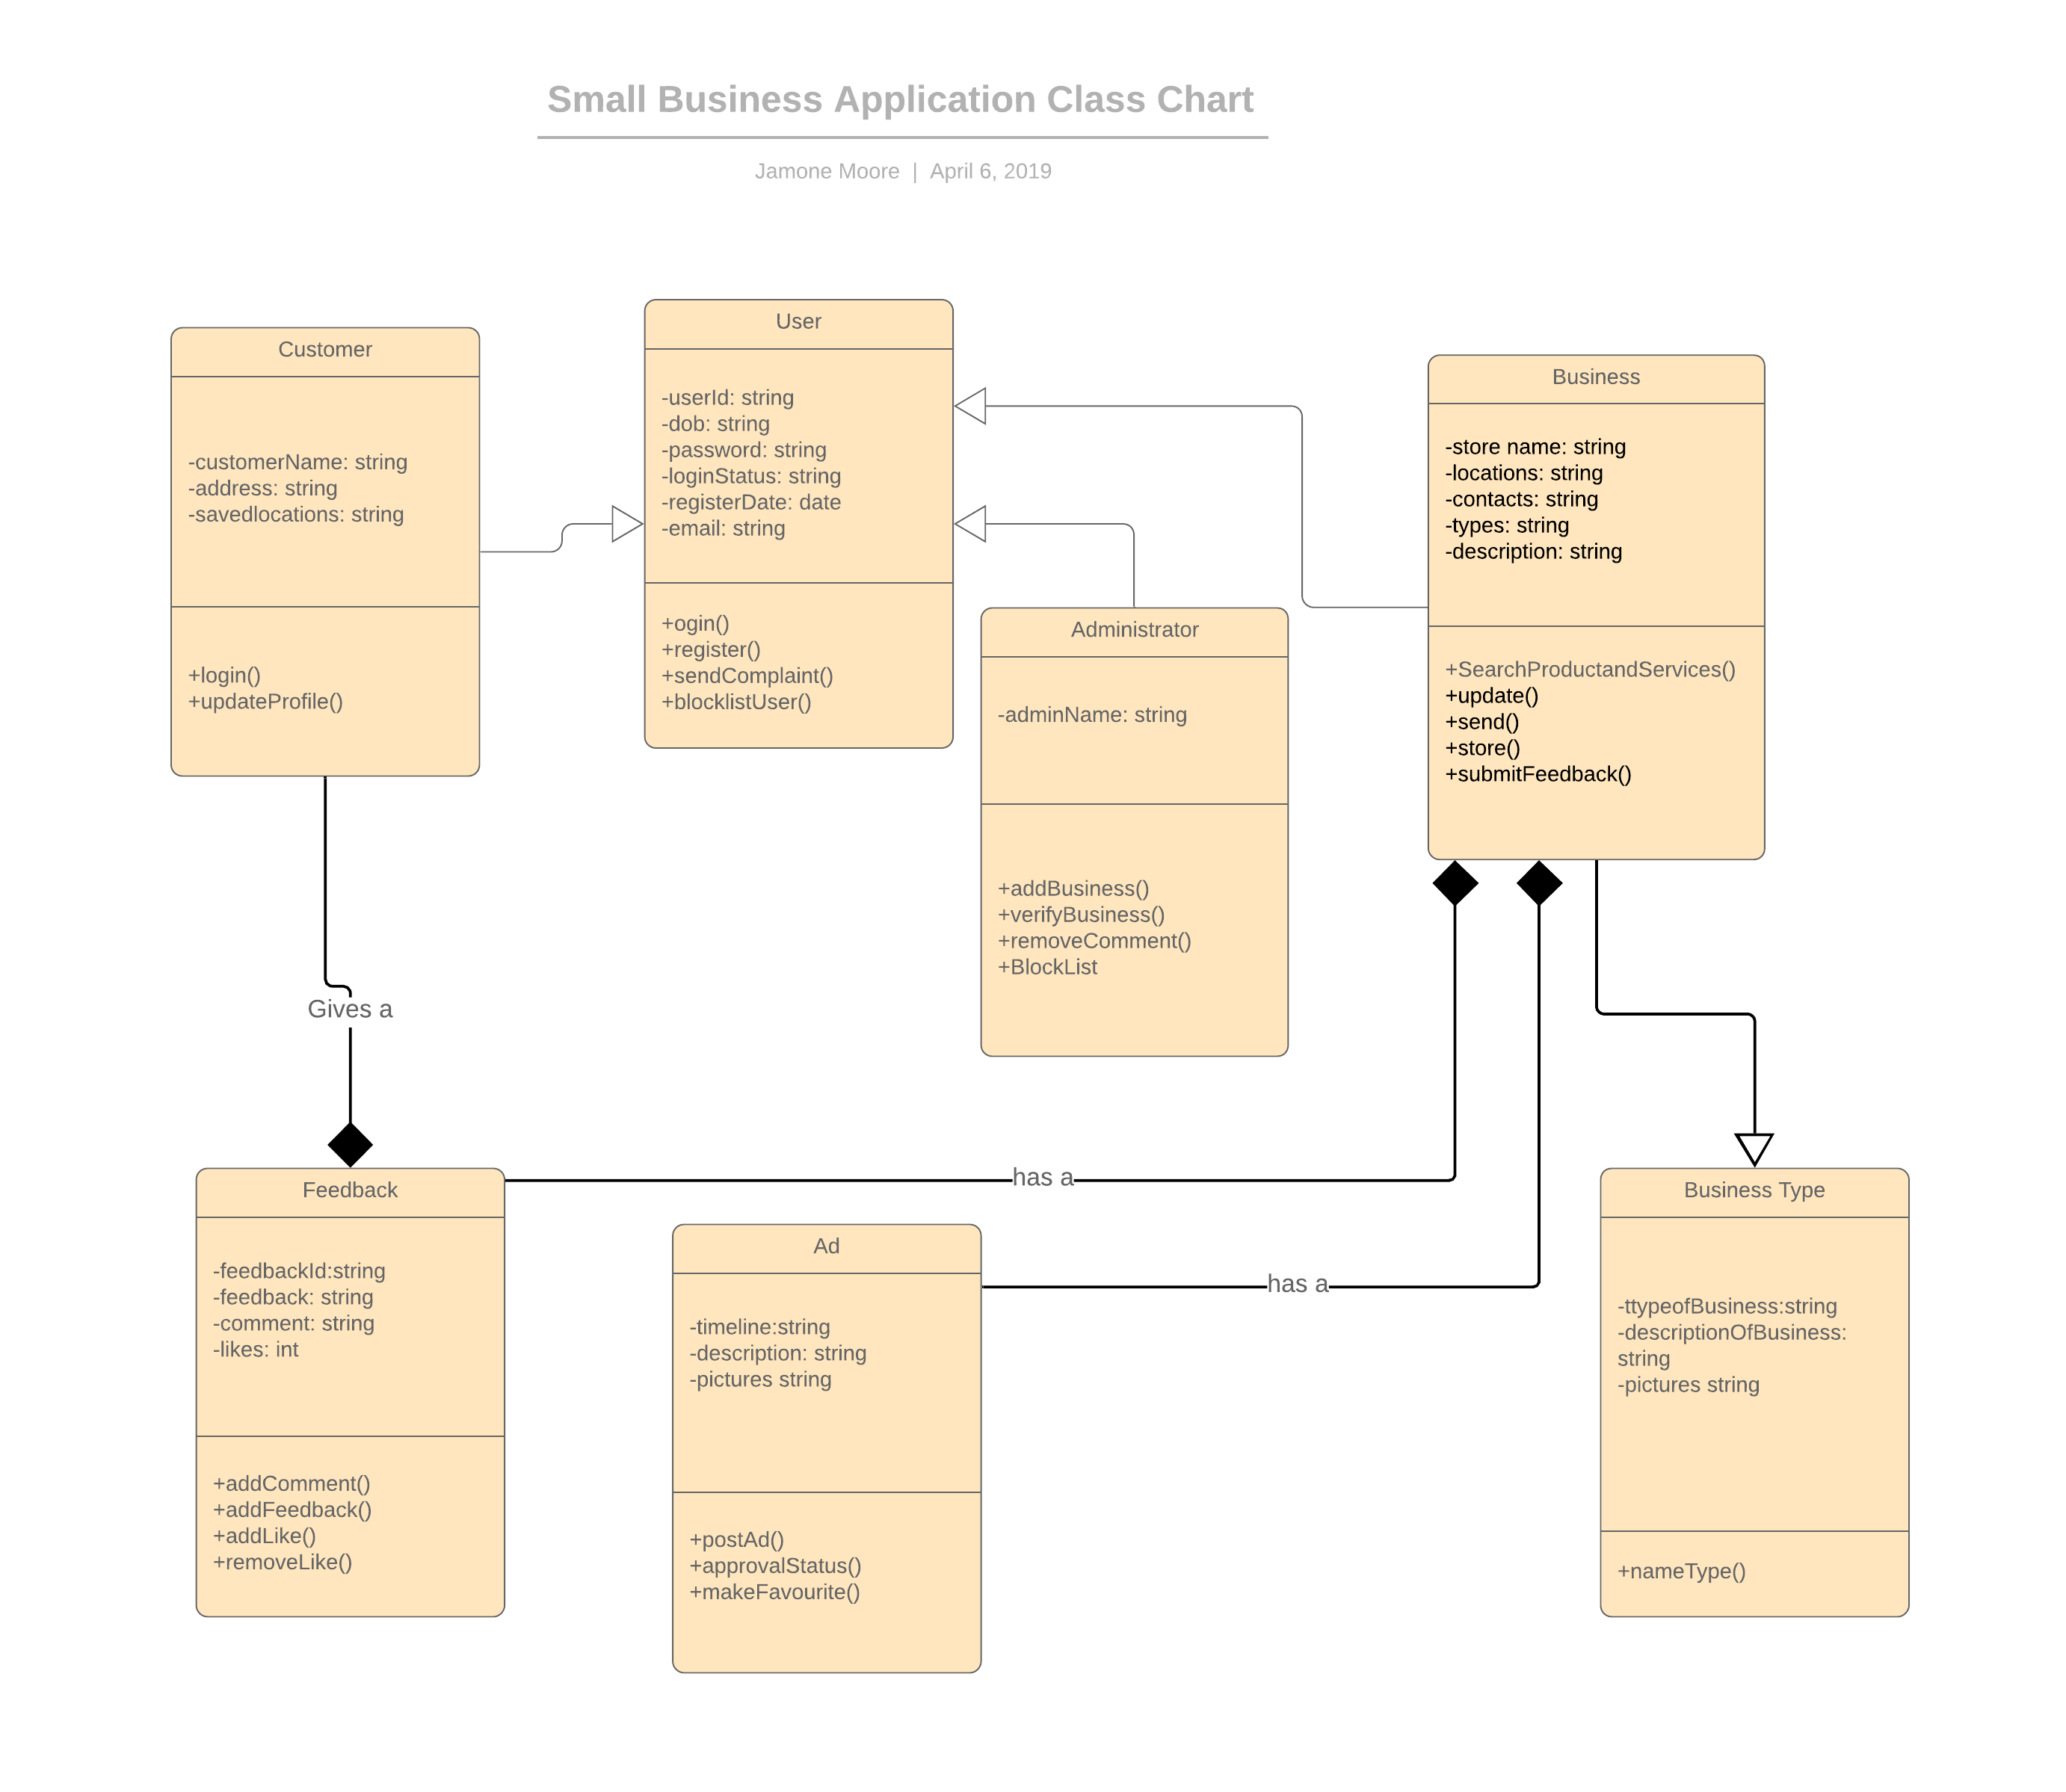 Small Business Application Class Chart
Jamone Moore | April 6, 2019
Customer
-customerName: string
-address: string
-savedlocations: string
+login()
+updateProfile()
User
-userId: string
-dob: string
-password: string
-loginStatus: string
-registerDate: date
-email: string
+ogin()
+register()
+sendComplaint()
+blocklistUser()
Administrator
-adminName: string
+addBusiness()
+verifyBusiness()
+removeComment()
+BlockList
Business
-store name: string
-locations: string
-contacts: string
-types: string
-description: string
+SearchProductandServices()
+update()
+send()
+store()
+submitFeedback()
Gives a
has a
has a
Feedback
-feedbackId:string
-feedback: string
-comment: string
-likes: int
+addComment()
+addFeedback()
+addLike()
+removeLike()
Ad
-timeline:string
-description: string
-pictures string
+postAd()
+approvalStatus()
+makeFavourite()
Business Type
-ttypeofBusiness:string
-descriptionOfBusiness:
string
-pictures string
+nameType()